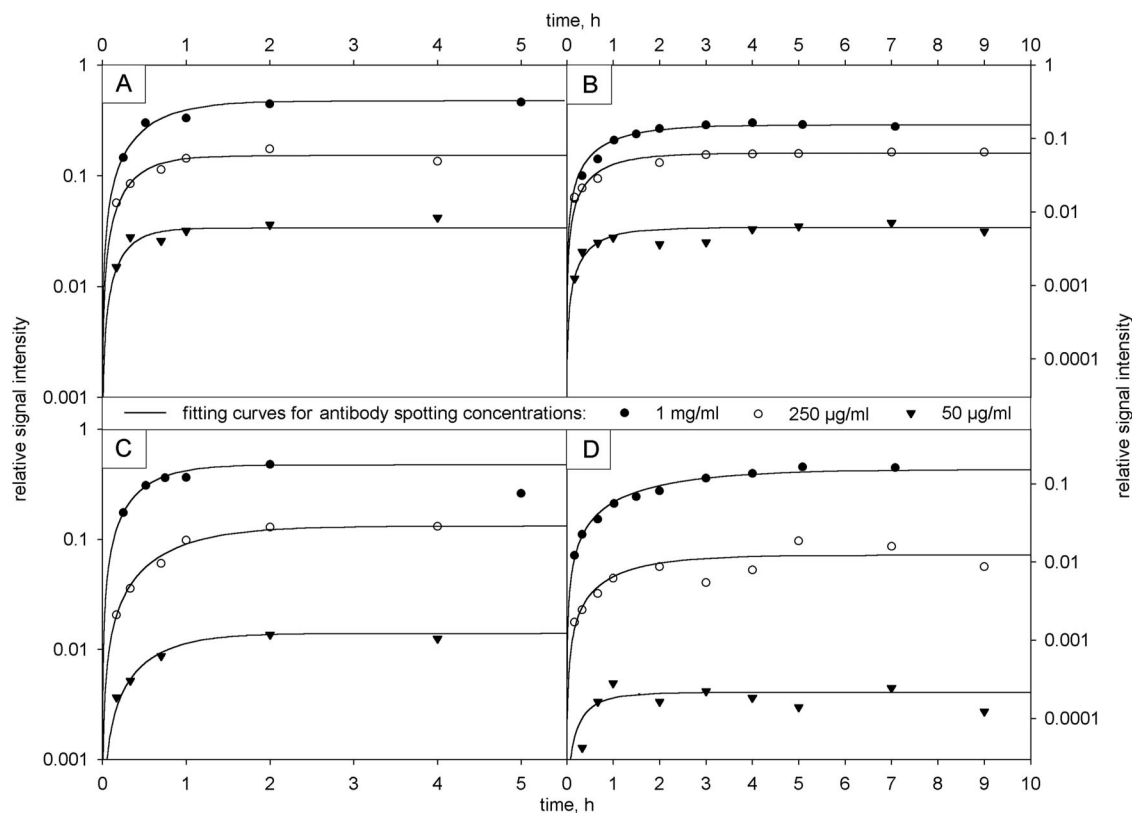 time, h
0 1 2 3 4 5 0 1 2 3 4 5 6 7 8 9 10
1 A B 1
0.1 0.1
0.01 0.01
0.001 0.001
0.0001
relative signal intensity
relative signal intensity
fitting curves for antibody spotting concentrations: 1 mg/ml 250 µg/ml 50 µg/ml
1 C D
0.1 0.1
0.01 0.01
0.001 0.001
0.0001
0 1 2 3 4 5 0 1 2 3 4 5 6 7 8 9 10
time, h